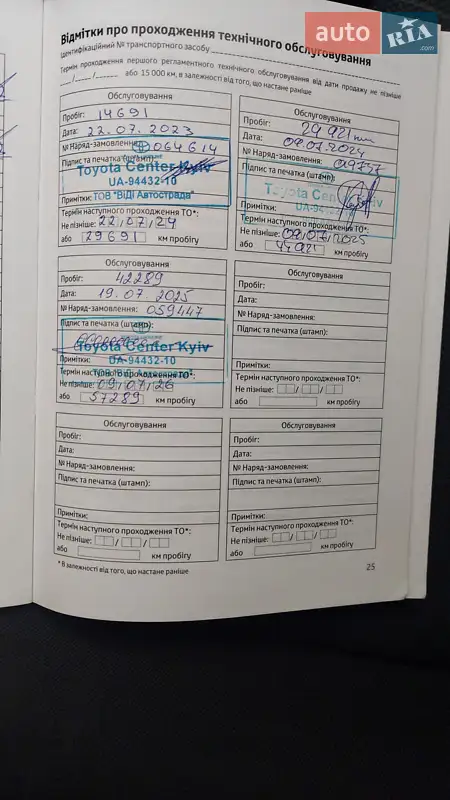 auto RIA.com
Відмітки про проходження технічного обслуговування
Ідентифікаційний № транспортного засобу
Термін проходження першого регламентного технічного обслуговування від дати продажу не пізніше
__/__/__ або 15 000 км, в залежності від того, що настане раніше
Обслуговування
Пробіг: 14691
Дата: 22.07.2023
№ Наряд-замовлення: 064614
Підпис та печатка (штамп):
Toyota Center Kyiv
UA-94432-10
Примітки: ТОВ "ВіДі Автострада"
Термін наступного проходження ТО*:
Не пізніше: 22/07/24
або 29691 км пробігу
Обслуговування
Пробіг: 29 921 км
Дата: 09.07.2024
№ Наряд-замовлення:
Підпис та печатка (штамп):
Toyota Center Kyiv
Примітки:
Термін наступного проходження ТО*:
Не пізніше: 09/07/2025
або 44921 км пробігу
Обслуговування
Пробіг: 42289
Дата: 19.07.2025
№ Наряд-замовлення: 059447
Підпис та печатка (штамп):
Toyota Center Kyiv
Примітки: UA-94432-10
Термін наступного проходження ТО*:
Не пізніше: 09/07/26
або 57289 км пробігу
Обслуговування
Пробіг:
Дата:
№ Наряд-замовлення:
Підпис та печатка (штамп):
Примітки:
Термін наступного проходження ТО*:
Не пізніше: / /
або км пробігу
Обслуговування
Пробіг:
Дата:
№ Наряд-замовлення:
Підпис та печатка (штамп):
Примітки:
Термін наступного проходження ТО*:
Не пізніше: / /
або км пробігу
Обслуговування
Пробіг:
Дата:
№ Наряд-замовлення:
Підпис та печатка (штамп):
Примітки:
Термін наступного проходження ТО*:
Не пізніше: / /
або км пробігу
* В залежності від того, що настане раніше
25